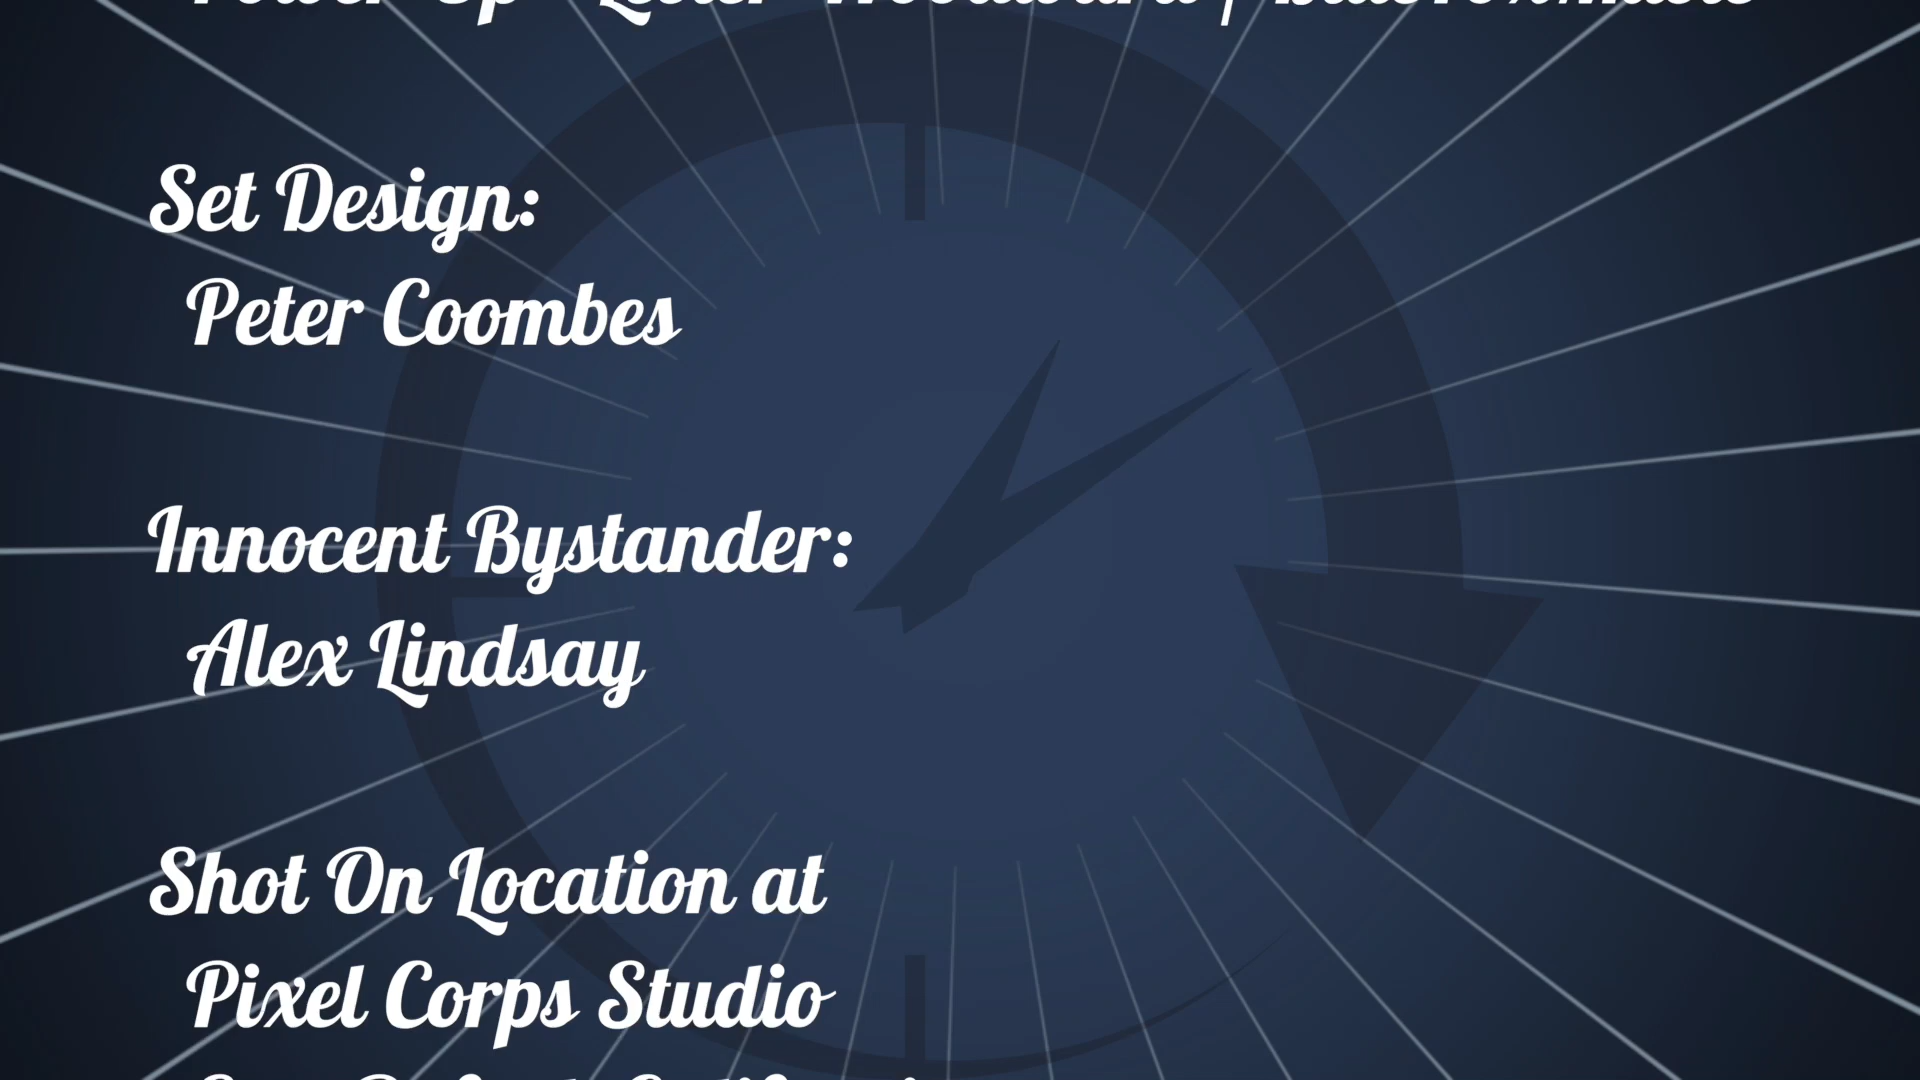 Set Design:
Peter Coombes
Innocent Bystander:
Alex Lindsay
Shot On Location at
Pixel Corps Studio